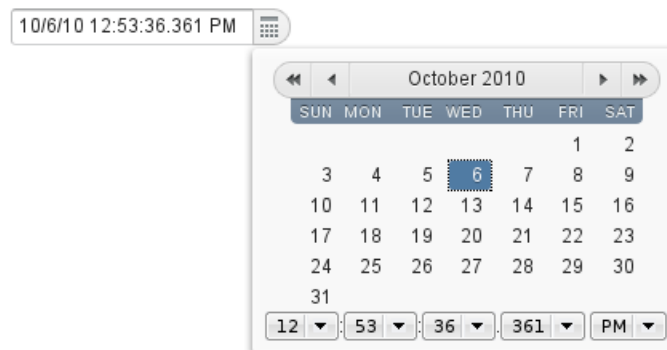 10/6/10 12:53:36.361 PM
October 2010
SUN MON TUE WED THU FRI SAT
1 2
3 4 5 6 7 8 9
10 11 12 13 14 15 16
17 18 19 20 21 22 23
24 25 26 27 28 29 30
31
12 : 53 : 36 . 361 PM